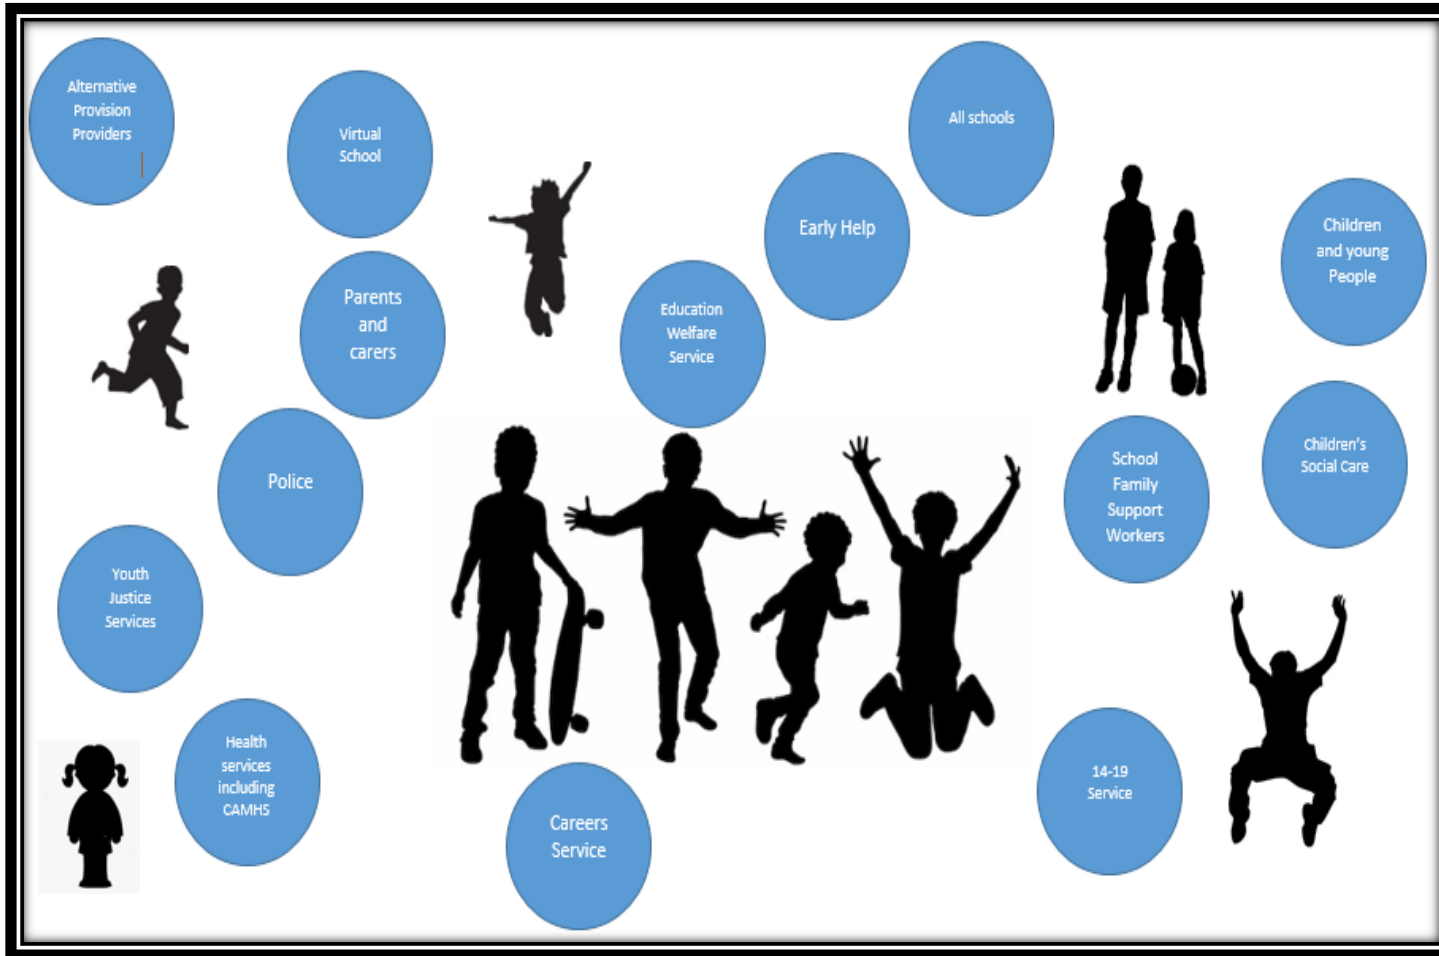 Alternative
Provision
Providers
Virtual
School
All schools
Early Help
Children
and young
People
Parents
and
carers
Education
Welfare
Service
Police
School
Family
Support
Workers
Children's
Social Care
Youth
Justice
Services
Health
services
including
CAMHS
Careers
Service
14-19
Service